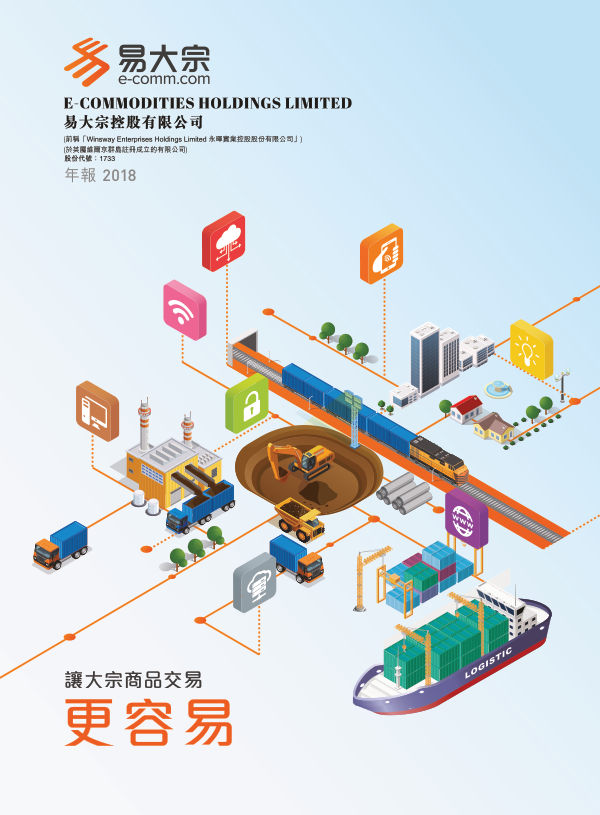 易大宗
e-comm.com
E-COMMODITIES HOLDINGS LIMITED
易大宗控股有限公司
(前稱「Winsway Enterprises Holdings Limited 永暉實業控股股份有限公司」)
(於英屬維爾京群島註冊成立的有限公司)
股份代號：1733
年報 2018
WWW
LOGISTIC
讓大宗商品交易
更容易